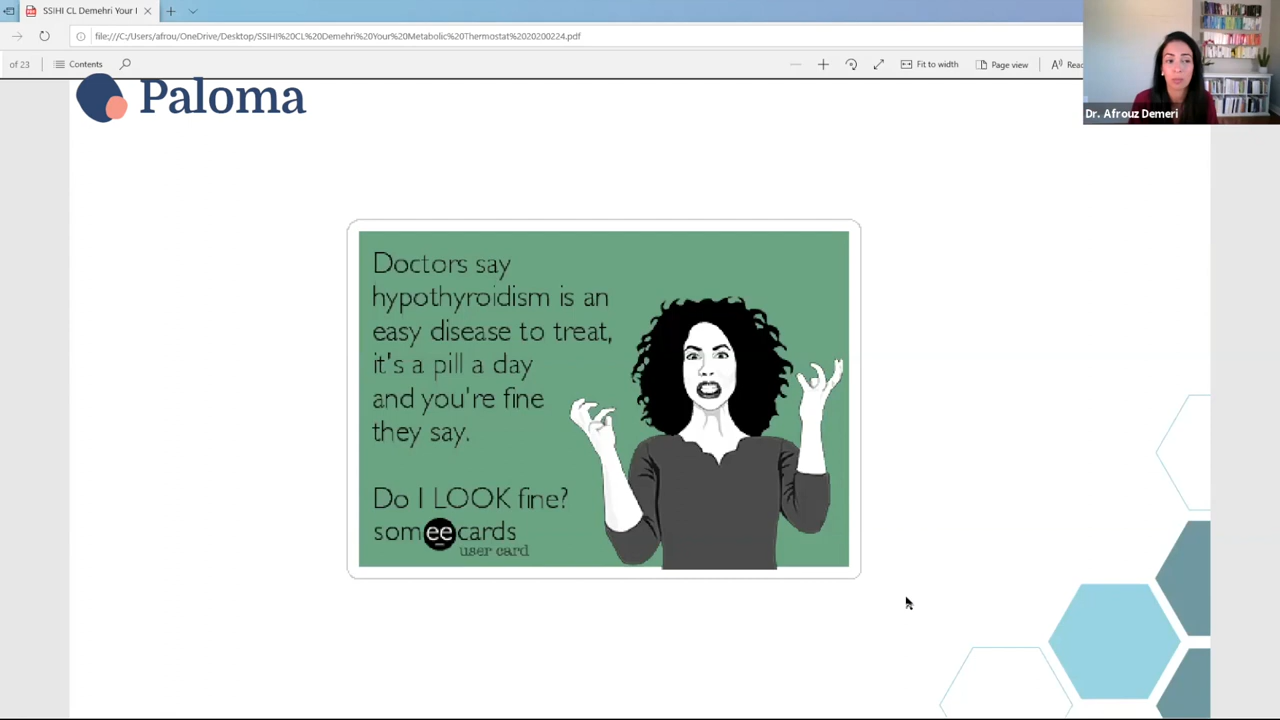 SSIHI CL Demehri Your I
file:///C:/Users/afrou/OneDrive/Desktop/SSIHI%20CL%20Demehri%20Your%20Metabolic%20Thermostat%2020200224.pdf
of 23
Contents
Fit to width
Page view
Read
Dr. Afrouz Demeri
Paloma
Doctors say
hypothyroidism is an
easy disease to treat,
it's a pill a day
and you're fine
they say.
Do I LOOK fine?
someecards
user card